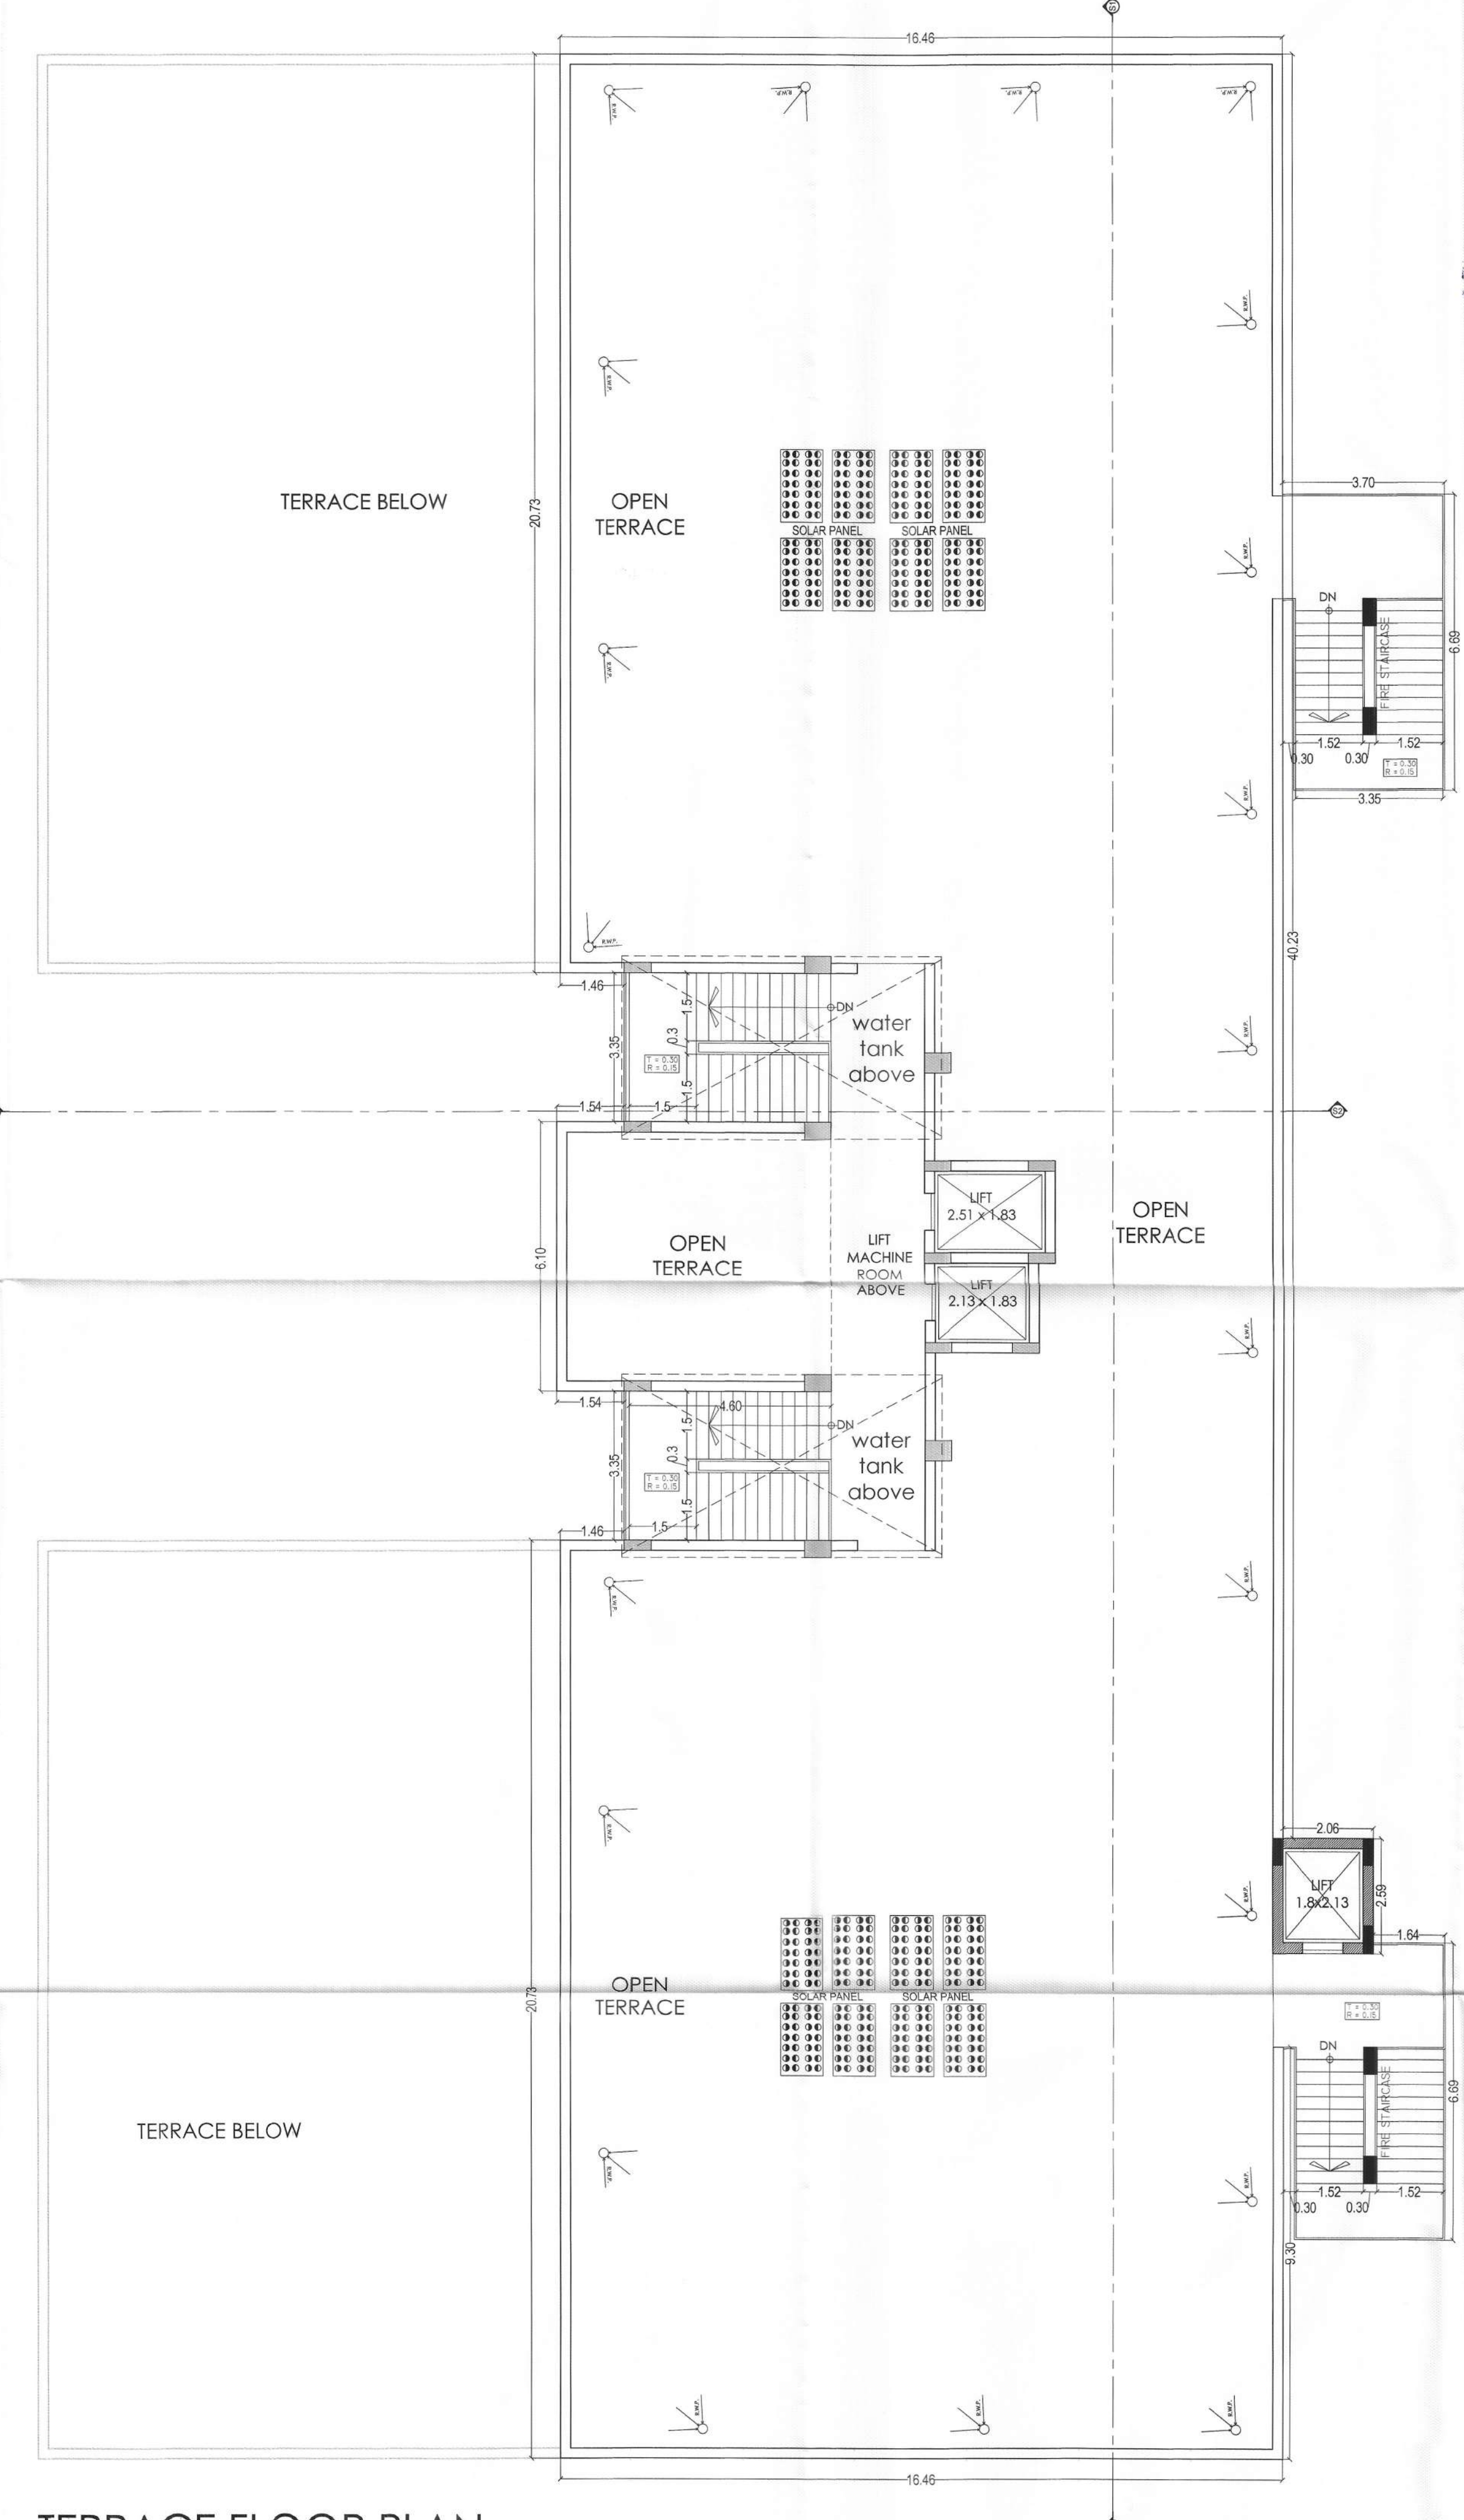 S1
16.46
R.W.P.
R.W.P.
R.W.P.
R.W.P.
R.W.P.
R.W.P.
3.70
TERRACE BELOW
20.73
OPEN
TERRACE
SOLAR PANEL
SOLAR PANEL
R.W.P.
DN
FIRE STAIRCASE
6.69
R.W.P.
1.52
1.52
0.30
0.30
T = 0.30
R = 0.15
3.35
R.W.P.
R.W.P.
40.23
1.46
1.5
DN
water
tank
above
0.3
3.35
T = 0.30
R = 0.15
1.5
R.W.P.
1.54
1.5
S2
LIFT
2.51 x 1.83
OPEN
TERRACE
6.10
OPEN
TERRACE
LIFT
MACHINE
ROOM
ABOVE
LIFT
2.13 x 1.83
R.W.P.
1.54
4.60
1.5
DN
water
tank
above
0.3
3.35
T = 0.30
R = 0.15
1.5
1.46
1.5
R.W.P.
R.W.P.
R.W.P.
2.06
LIFT
1.8x2.13
2.59
R.W.P.
1.64
OPEN
TERRACE
SOLAR PANEL
SOLAR PANEL
20.73
T = 0.30
R = 0.15
DN
FIRE STAIRCASE
6.69
TERRACE BELOW
R.W.P.
R.W.P.
1.52
1.52
0.30
0.30
9.30
R.W.P.
R.W.P.
R.W.P.
16.46
TERRACE FLOOR PLAN